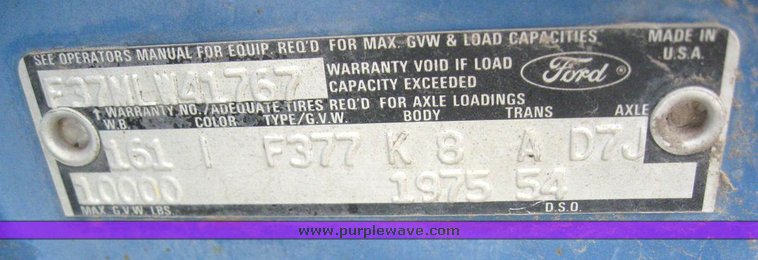 SEE OPERATORS MANUAL FOR EQUIP. REQ'D FOR MAX. GVW & LOAD CAPACITIES
MADE IN
U.S.A.
F37MLW41767
WARRANTY VOID IF LOAD
CAPACITY EXCEEDED
Ford
WARRANTY NO./ADEQUATE TIRES REQ'D FOR AXLE LOADINGS
W.B. COLOR TYPE/G.V.W. BODY TRANS AXLE
161 I F377 K 8 A D7J
10000 1975 54
MAX. G.V.W. LBS. D.S.O.
www.purplewave.com